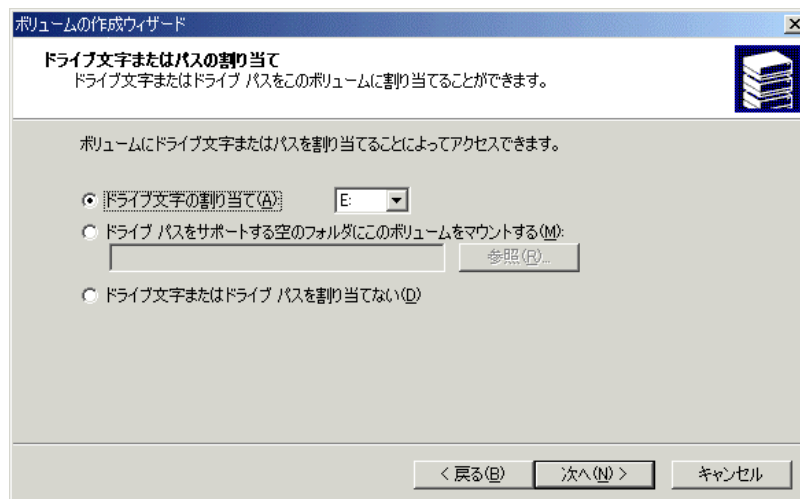 ボリュームの作成ウィザード
ドライブ文字またはパスの割り当て
ドライブ文字またはドライブ パスをこのボリュームに割り当てることができます。
ボリュームにドライブ文字またはパスを割り当てることによってアクセスできます。
ドライブ文字の割り当て(A): E:
ドライブ パスをサポートする空のフォルダにこのボリュームをマウントする(M):
参照(R)...
ドライブ文字またはドライブ パスを割り当てない(D)
< 戻る(B) 次へ(N) > キャンセル